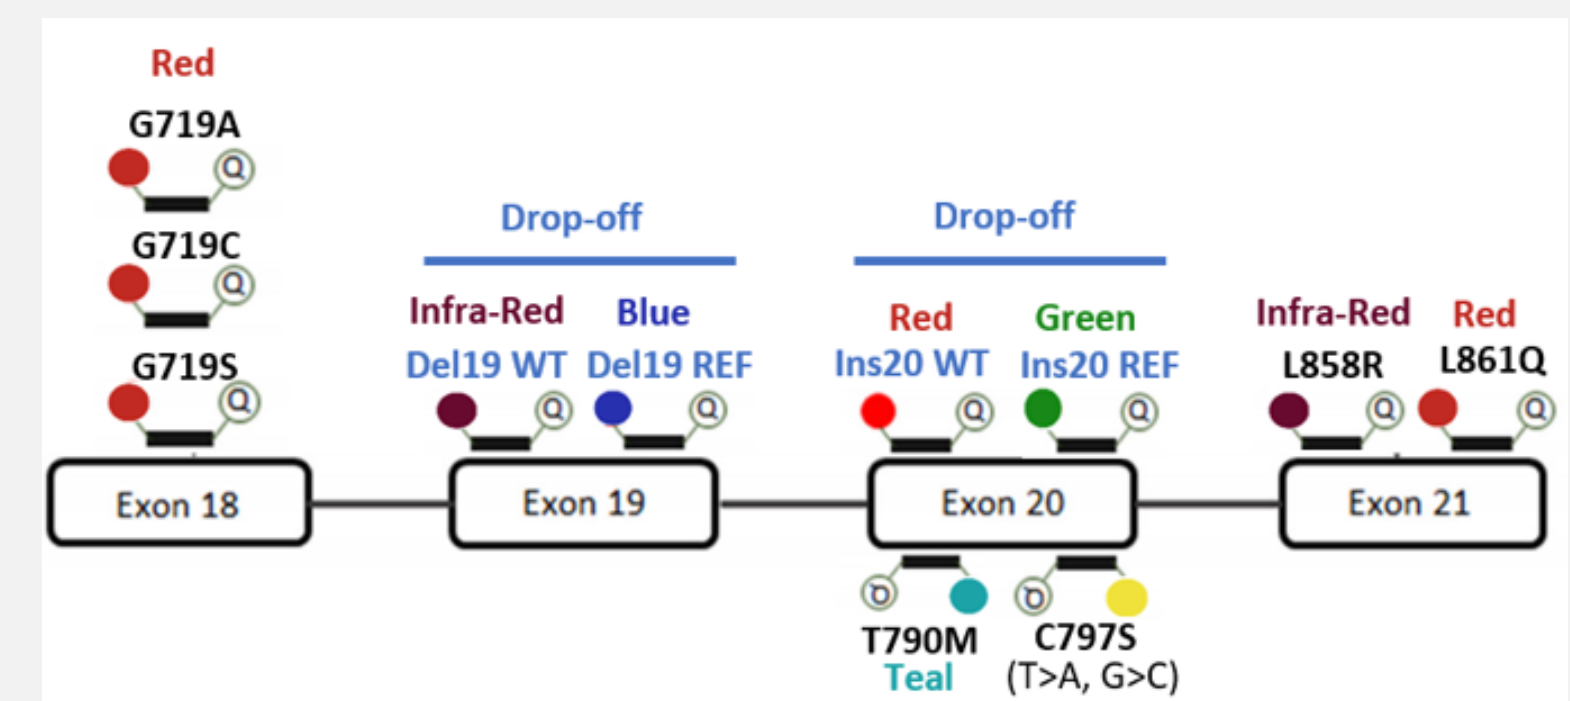 Red
G719A
Q
G719C
Q
G719S
Q
Exon 18
Drop-off
Infra-Red Blue
Del19 WT Del19 REF
Q Q
Exon 19
Drop-off
Red Green
Ins20 WT Ins20 REF
Q Q
Exon 20
Q Q
T790M C797S
Teal (T>A, G>C)
Infra-Red Red
L858R L861Q
Q Q
Exon 21